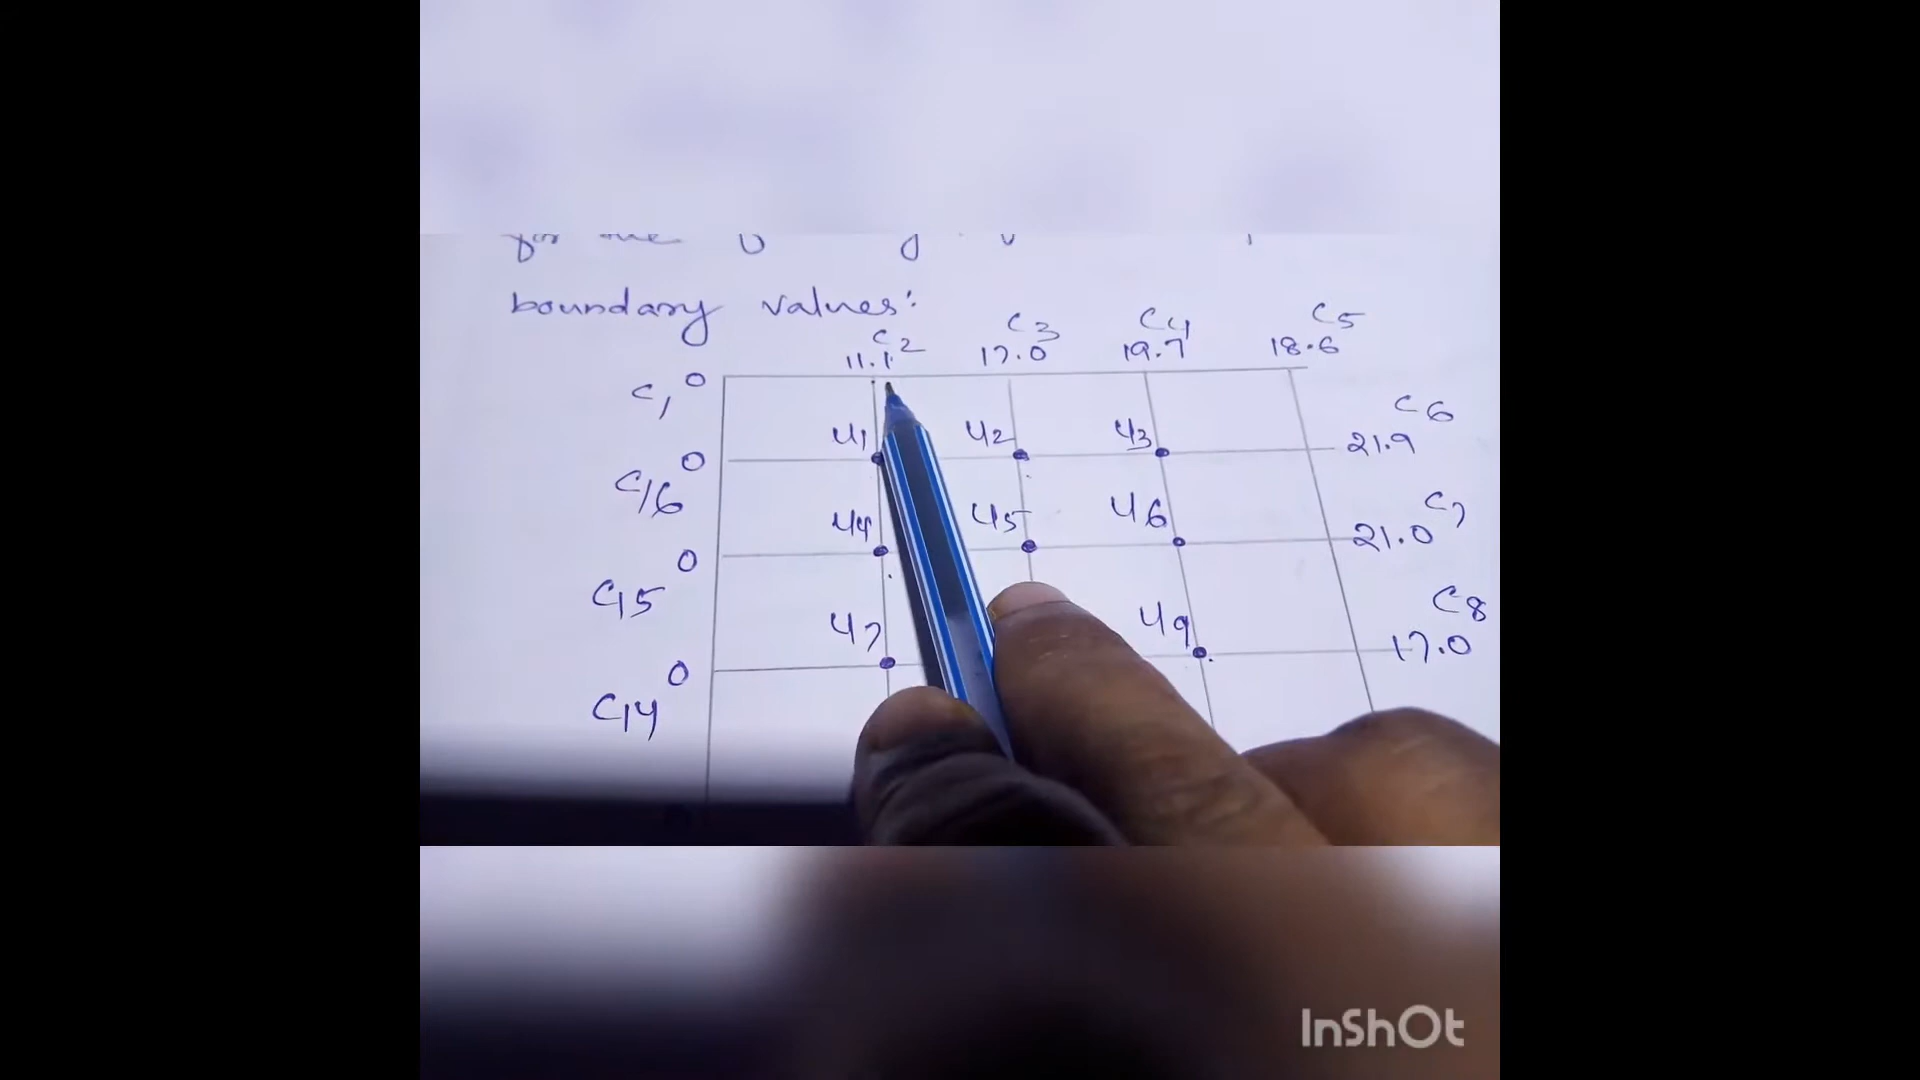 for the
boundary values:
C2 C3 C4 C5
11.1 17.0 19.7 18.6
C1 0
C6
u1 u2 u3 21.9
0
C16
u4 u5 u6 C7
21.0
0
C15
u7 u9 C8
17.0
0
C14
InShOt